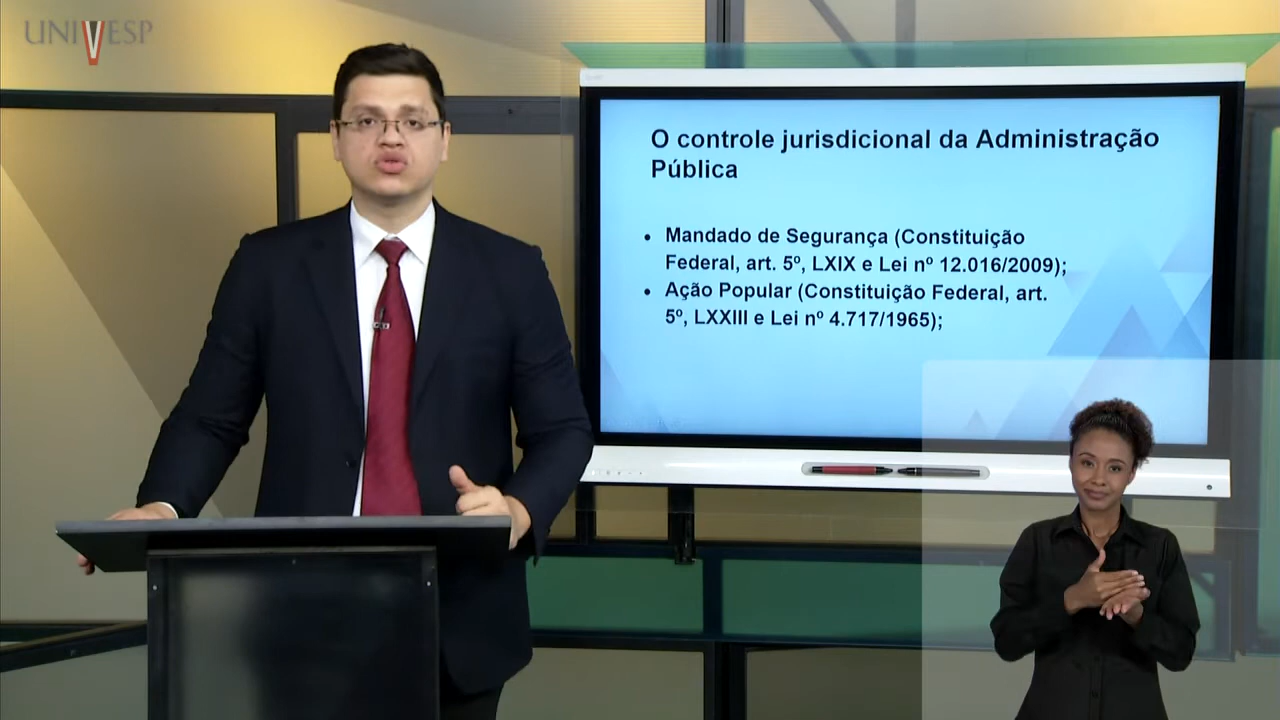 UNIVESP
O controle jurisdicional da Administração
Pública
• Mandado de Segurança (Constituição
Federal, art. 5º, LXIX e Lei nº 12.016/2009);
• Ação Popular (Constituição Federal, art.
5º, LXXIII e Lei nº 4.717/1965);